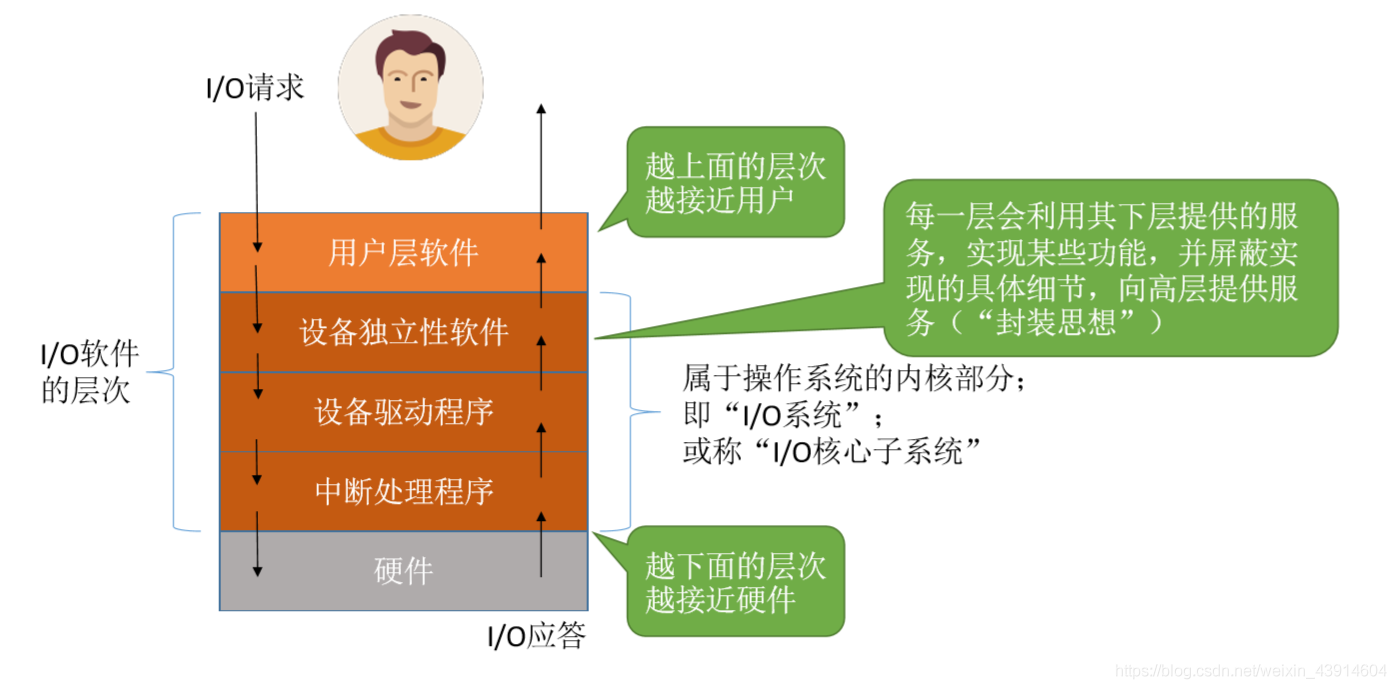 I/O请求
越上面的层次
越接近用户
每一层会利用其下层提供的服
务，实现某些功能，并屏蔽实
现的具体细节，向高层提供服
务（“封装思想”）
用户层软件
设备独立性软件
设备驱动程序
中断处理程序
硬件
I/O软件
的层次
属于操作系统的内核部分；
即“I/O系统”；
或称“I/O核心子系统”
越下面的层次
越接近硬件
I/O应答
https://blog.csdn.net/weixin_43914604